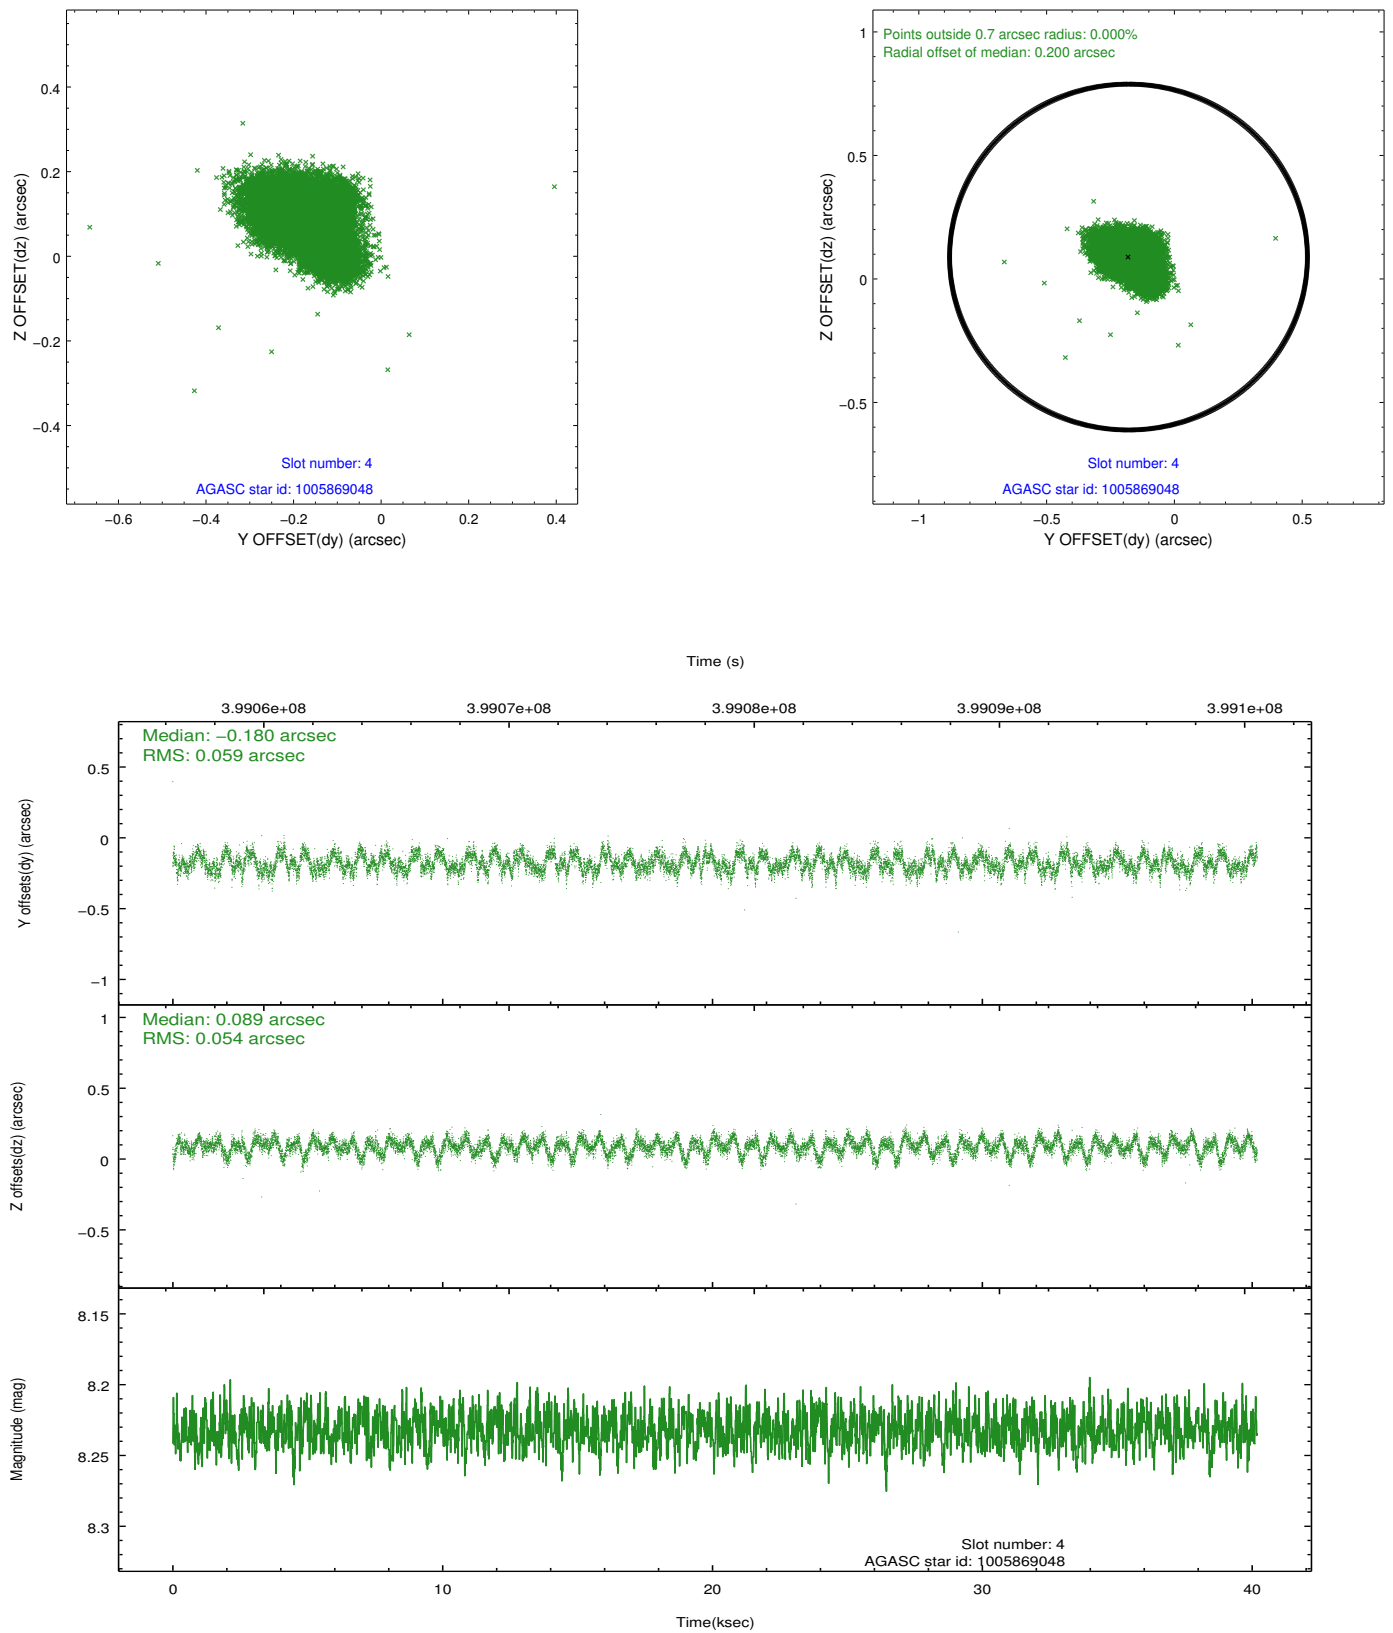 0.4
0.2
0
−0.2
−0.4
Z OFFSET(dz) (arcsec)
Slot number: 4
AGASC star id: 1005869048
−0.6
−0.4
−0.2
0
0.2
0.4
Y OFFSET(dy) (arcsec)
Points outside 0.7 arcsec radius: 0.000%
Radial offset of median: 0.200 arcsec
1
0.5
0
−0.5
Z OFFSET(dz) (arcsec)
Slot number: 4
AGASC star id: 1005869048
−1
−0.5
0
0.5
Y OFFSET(dy) (arcsec)
Time (s)
3.9906e+08
3.9907e+08
3.9908e+08
3.9909e+08
3.991e+08
Median: −0.180 arcsec
RMS: 0.059 arcsec
0.5
0
−0.5
−1
Y offsets(dy) (arcsec)
Median: 0.089 arcsec
RMS: 0.054 arcsec
1
0.5
0
−0.5
Z offsets(dz) (arcsec)
8.15
8.2
8.25
8.3
Magnitude (mag)
Slot number: 4
AGASC star id: 1005869048
0
10
20
30
40
Time(ksec)